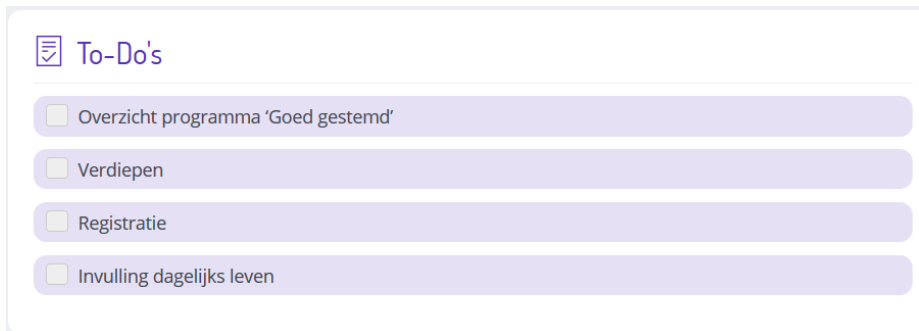 To-Do's
Overzicht programma ‘Goed gestemd’
Verdiepen
Registratie
Invulling dagelijks leven